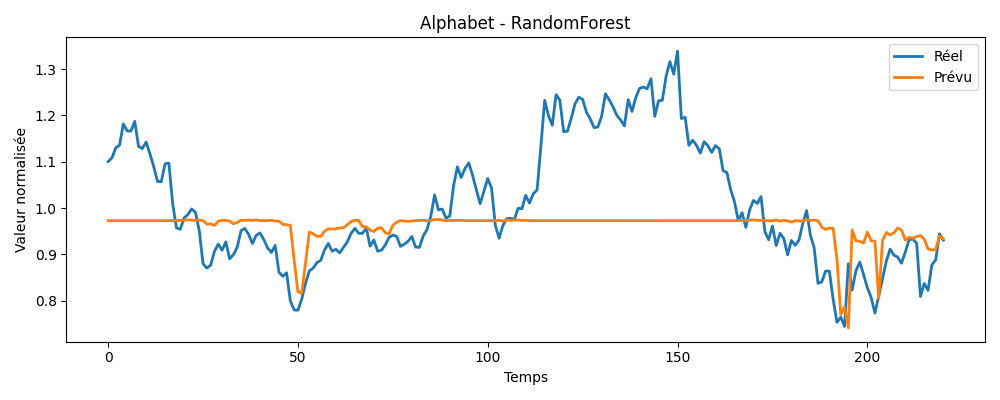 Alphabet - RandomForest
Valeur normalisée
1.3
1.2
1.1
1.0
0.9
0.8
Réel
Prévu
0
50
100
150
200
Temps